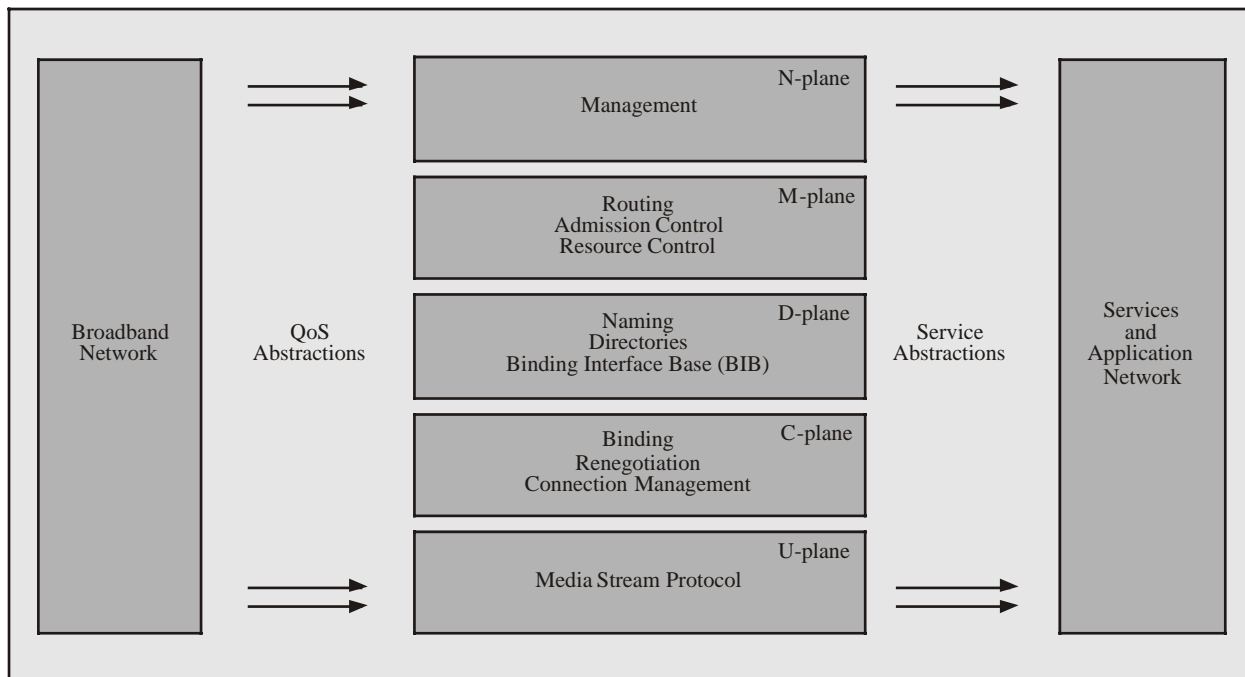 N-plane
Management
M-plane
Routing
Admission Control
Resource Control
Broadband
Network
QoS
Abstractions
D-plane
Naming
Directories
Binding Interface Base (BIB)
Service
Abstractions
Services
and
Application
Network
C-plane
Binding
Renegotiation
Connection Management
U-plane
Media Stream Protocol